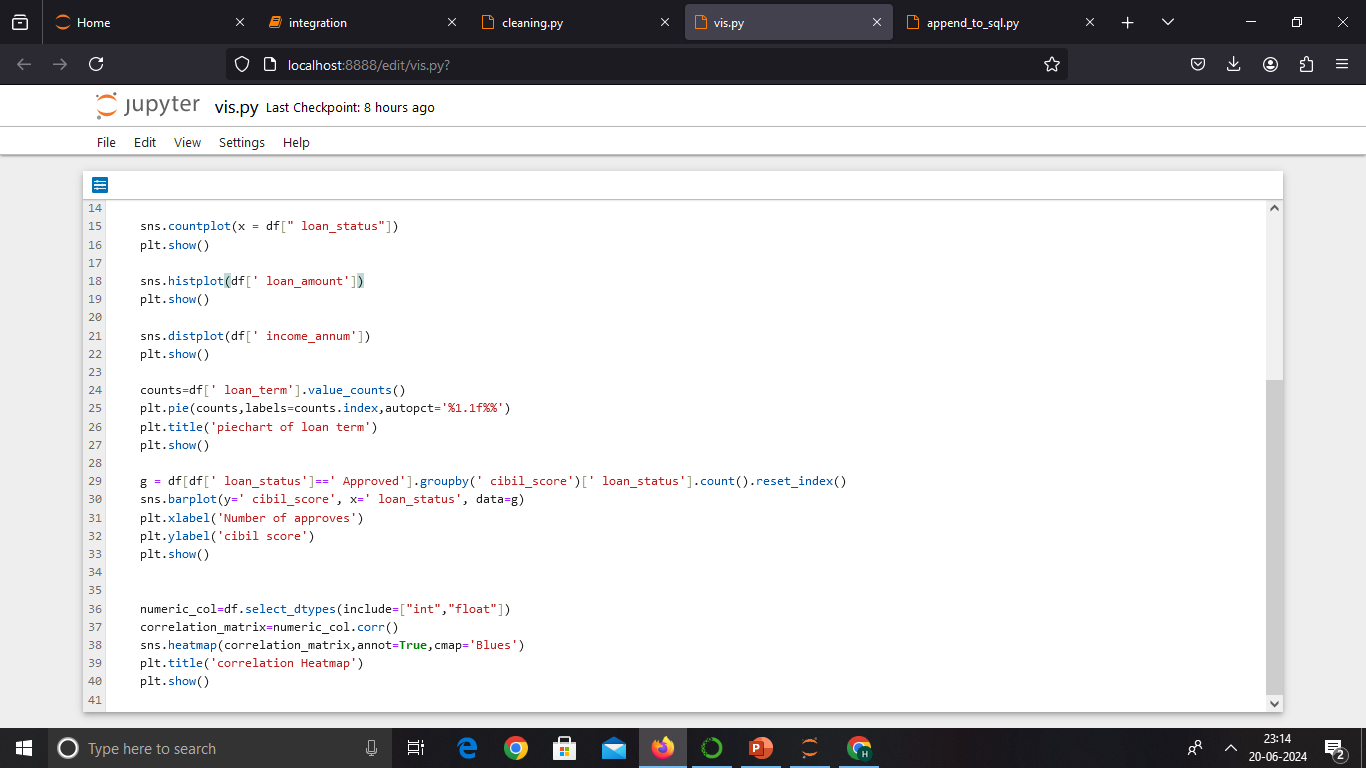 Home
integration
cleaning.py
vis.py
append_to_sql.py
localhost:8888/edit/vis.py?
jupyter vis.py Last Checkpoint: 8 hours ago
File Edit View Settings Help
14
15 sns.countplot(x = df[" loan_status"])
16 plt.show()
17
18 sns.histplot(df[' loan_amount'])
19 plt.show()
20
21 sns.distplot(df[' income_annum'])
22 plt.show()
23
24 counts=df[' loan_term'].value_counts()
25 plt.pie(counts,labels=counts.index,autopct='%1.1f%%')
26 plt.title('piechart of loan term')
27 plt.show()
28
29 g = df[df[' loan_status']==' Approved'].groupby(' cibil_score')[' loan_status'].count().reset_index()
30 sns.barplot(y=' cibil_score', x=' loan_status', data=g)
31 plt.xlabel('Number of approves')
32 plt.ylabel('cibil score')
33 plt.show()
34
35
36 numeric_col=df.select_dtypes(include=["int","float"])
37 correlation_matrix=numeric_col.corr()
38 sns.heatmap(correlation_matrix,annot=True,cmap='Blues')
39 plt.title('correlation Heatmap')
40 plt.show()
41
Type here to search
23:14
20-06-2024
2